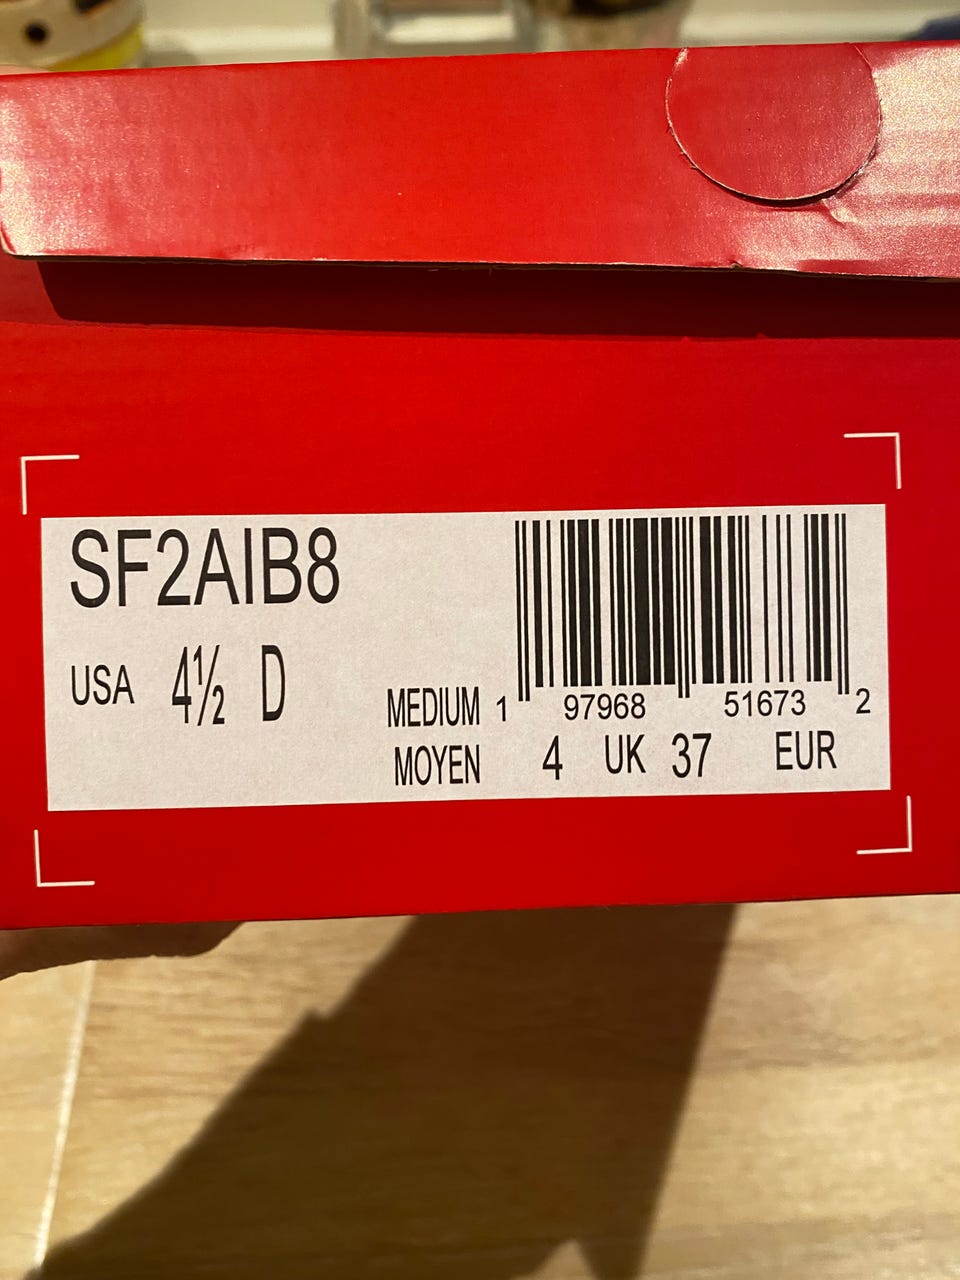 SF2AIB8
USA 4½ D
MEDIUM 1 97968 51673 2
MOYEN 4 UK 37 EUR